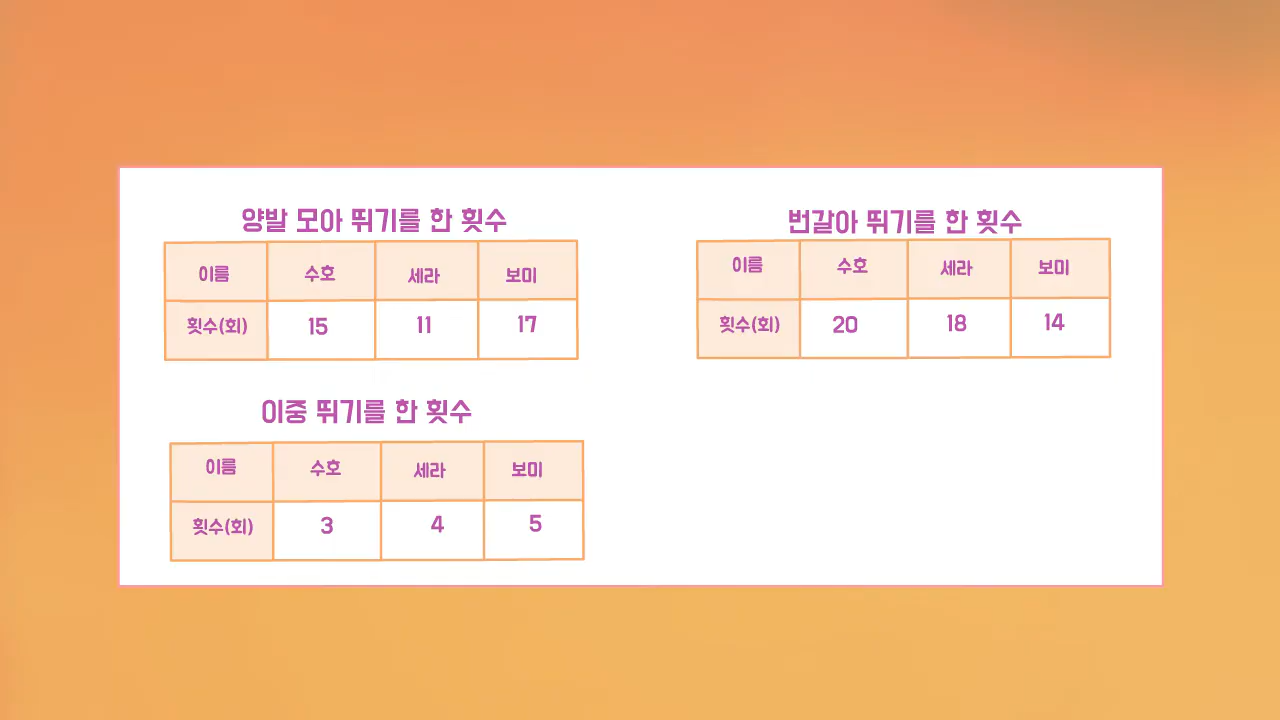 양발 모아 뛰기를 한 횟수
이름 수호 세라 보미
횟수(회) 15 11 17
번갈아 뛰기를 한 횟수
이름 수호 세라 보미
횟수(회) 20 18 14
이중 뛰기를 한 횟수
이름 수호 세라 보미
횟수(회) 3 4 5